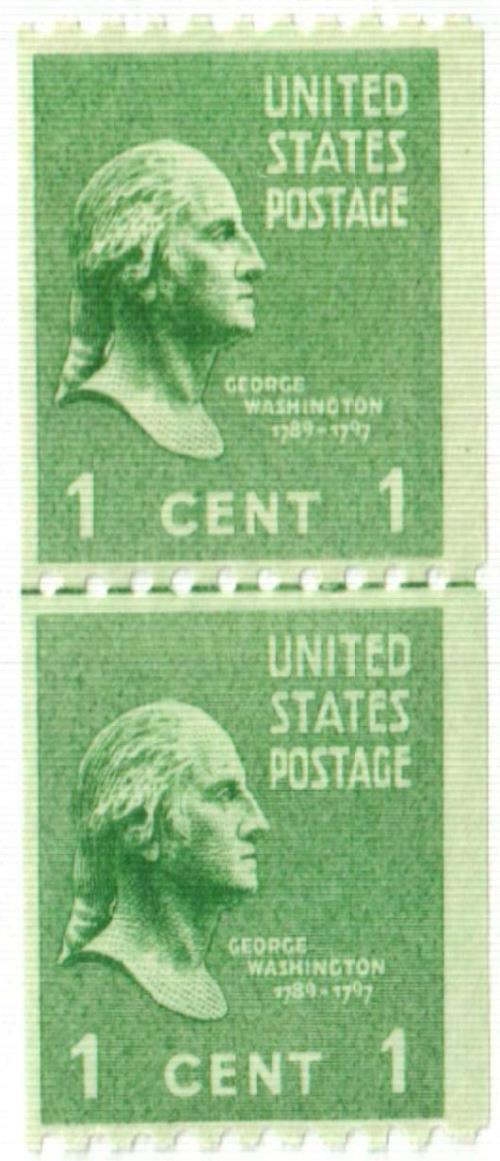 UNITED
STATES
POSTAGE
GEORGE
WASHINGTON
1789-1797
1 CENT 1
UNITED
STATES
POSTAGE
GEORGE
WASHINGTON
1789-1797
1 CENT 1